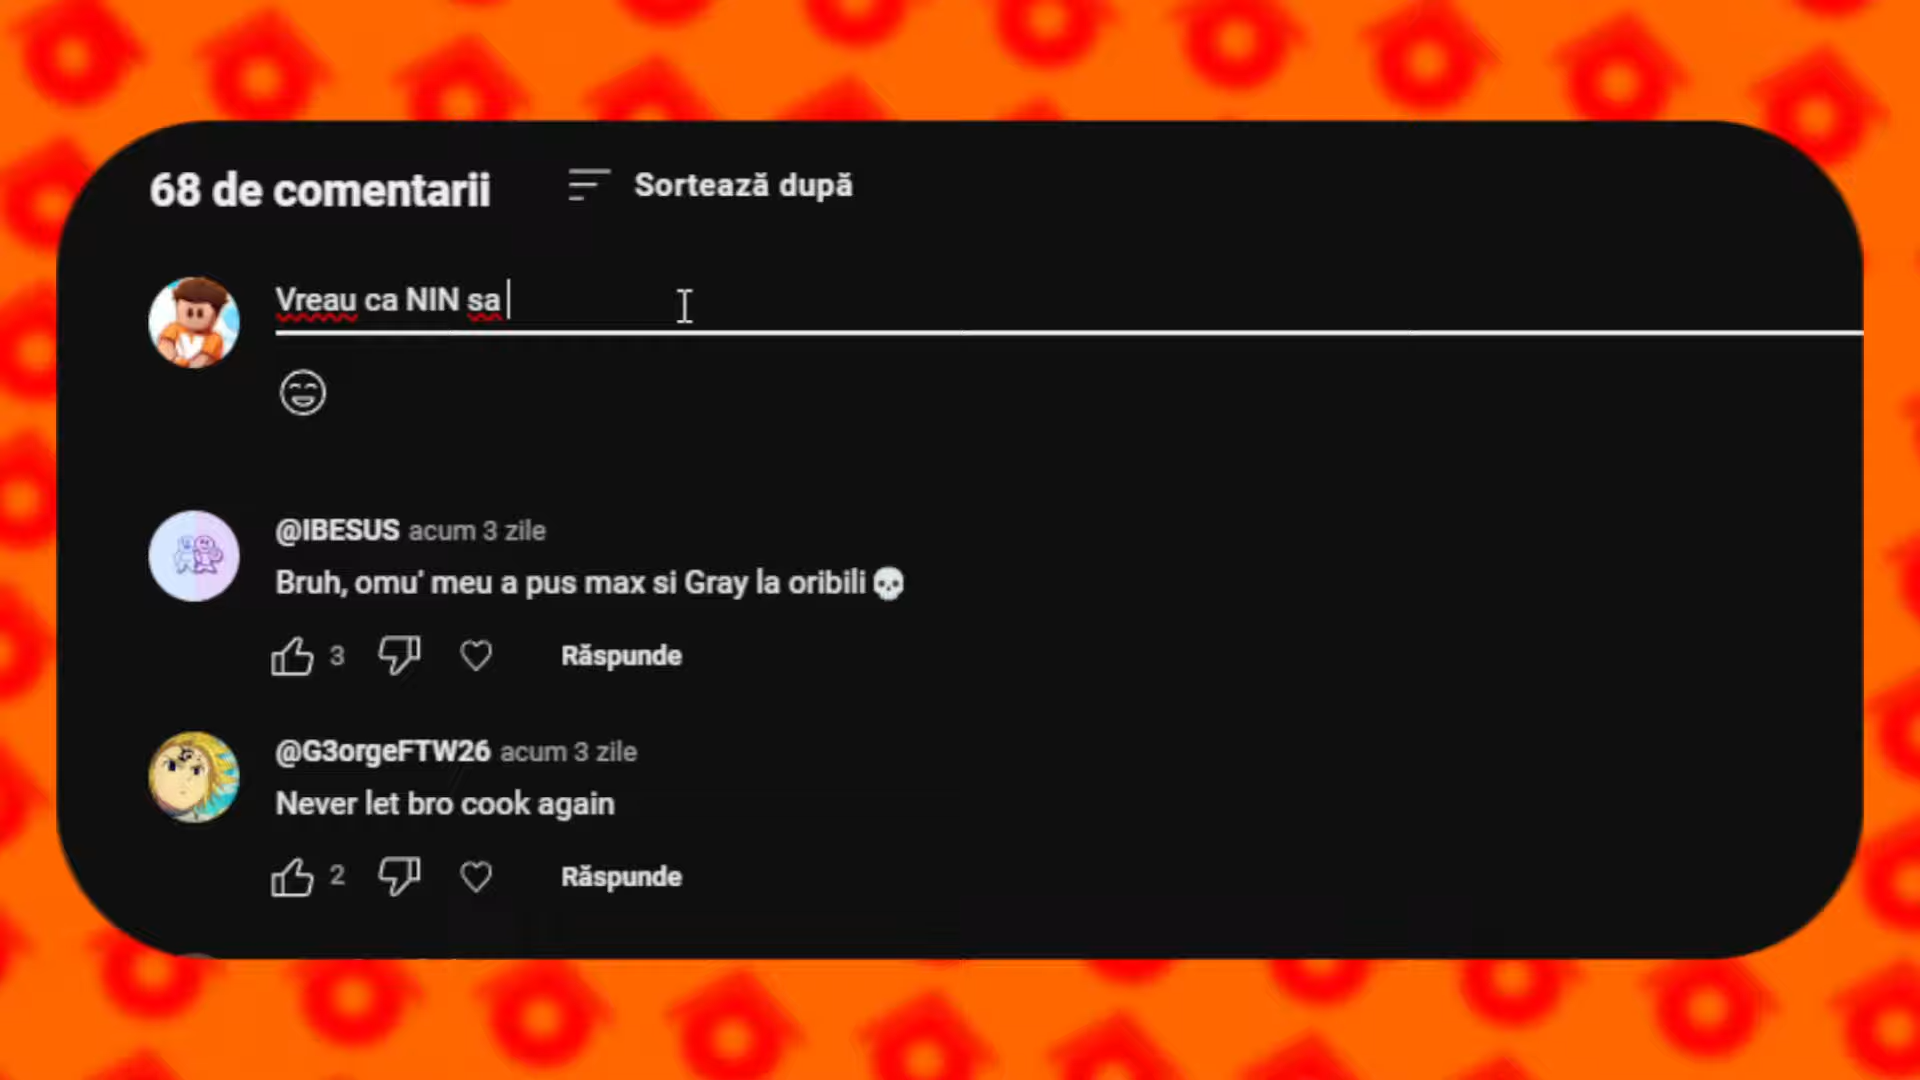 68 de comentarii
Sortează după
Vreau ca NIN sa
@IBESUS acum 3 zile
Bruh, omu' meu a pus max si Gray la oribili💀
3
Răspunde
@G3orgeFTW26 acum 3 zile
Never let bro cook again
2
Răspunde